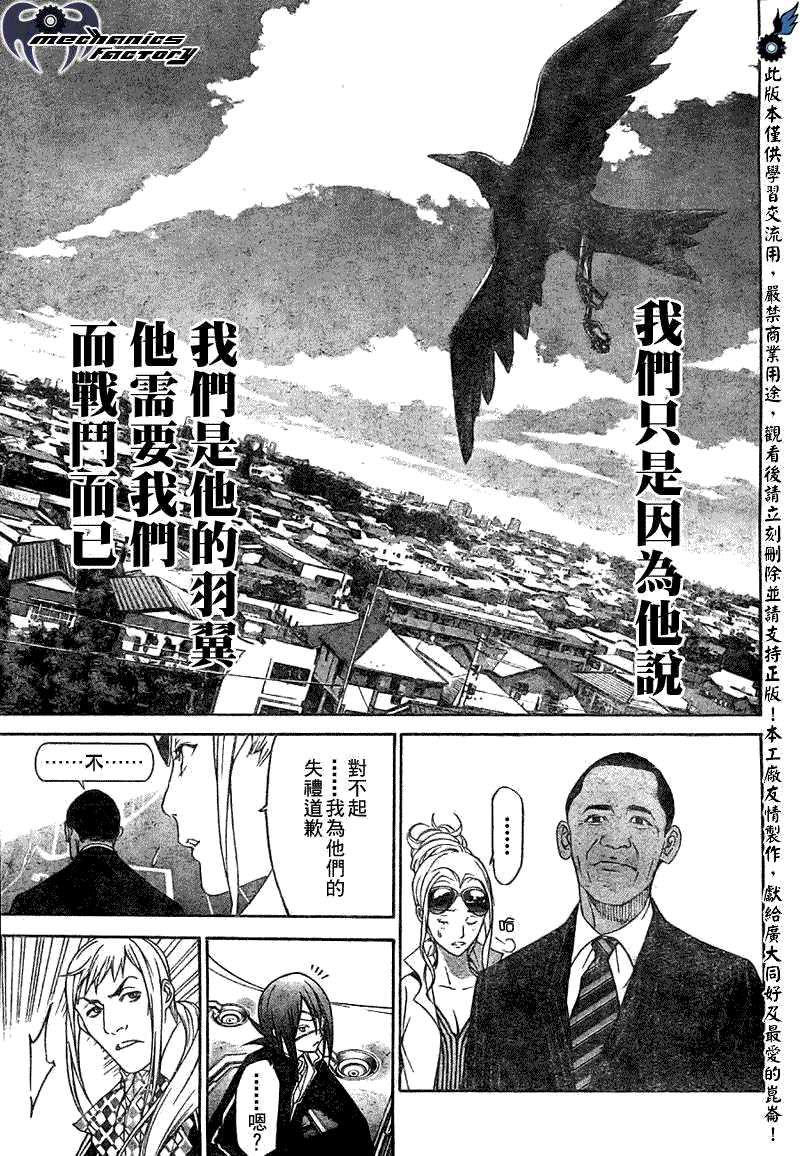 mechanics
Factory
我們只是因為他說
我們是他的羽翼
他需要我們
而戰鬥而已
……
哈
對不起
……我為他們的
失禮道歉
……不……
……嗯？
此版本僅供學習交流用，嚴禁商業用途，觀看後請立刻刪除並請支持正版！本工廠友情製作，獻給廣大同好及最愛的崑崙！